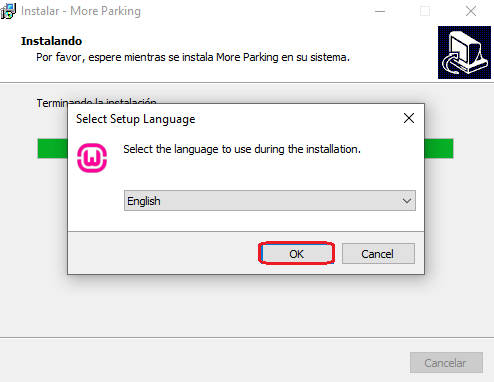 Instalar - More Parking
Instalando
Por favor, espere mientras se instala More Parking en su sistema.
Terminando la instalación
Select Setup Language
Select the language to use during the installation.
English
OK
Cancel
Cancelar